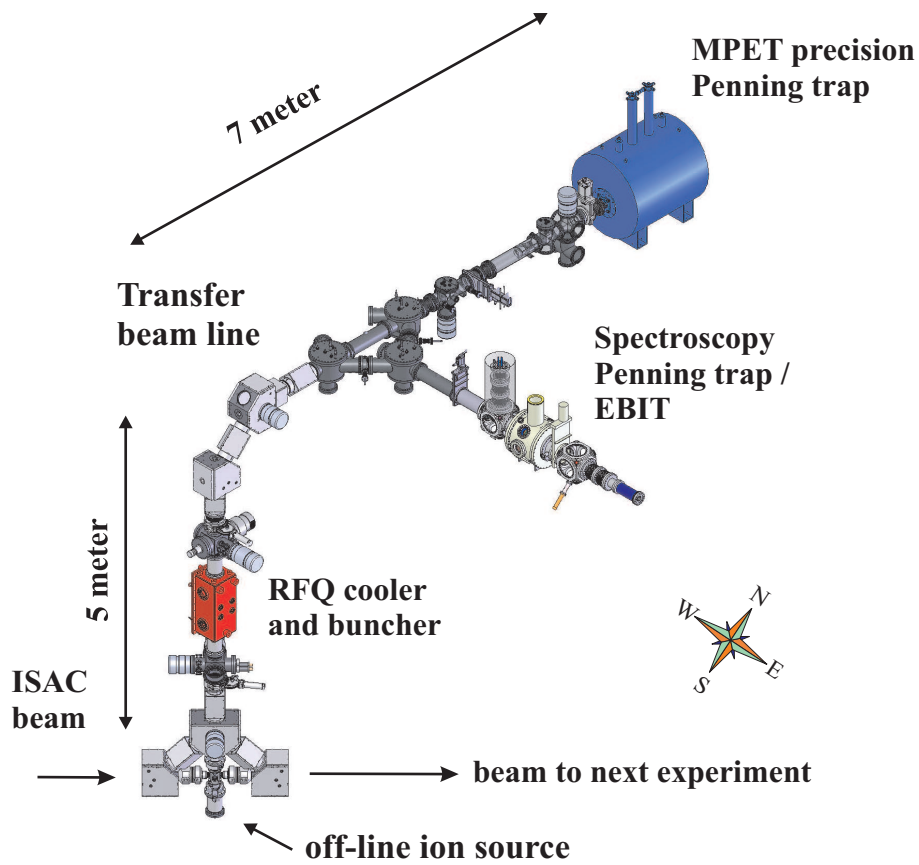 MPET precision
Penning trap
7 meter
Transfer
beam line
Spectroscopy
Penning trap /
EBIT
5 meter
RFQ cooler
and buncher
N
W
E
S
ISAC
beam
beam to next experiment
off-line ion source